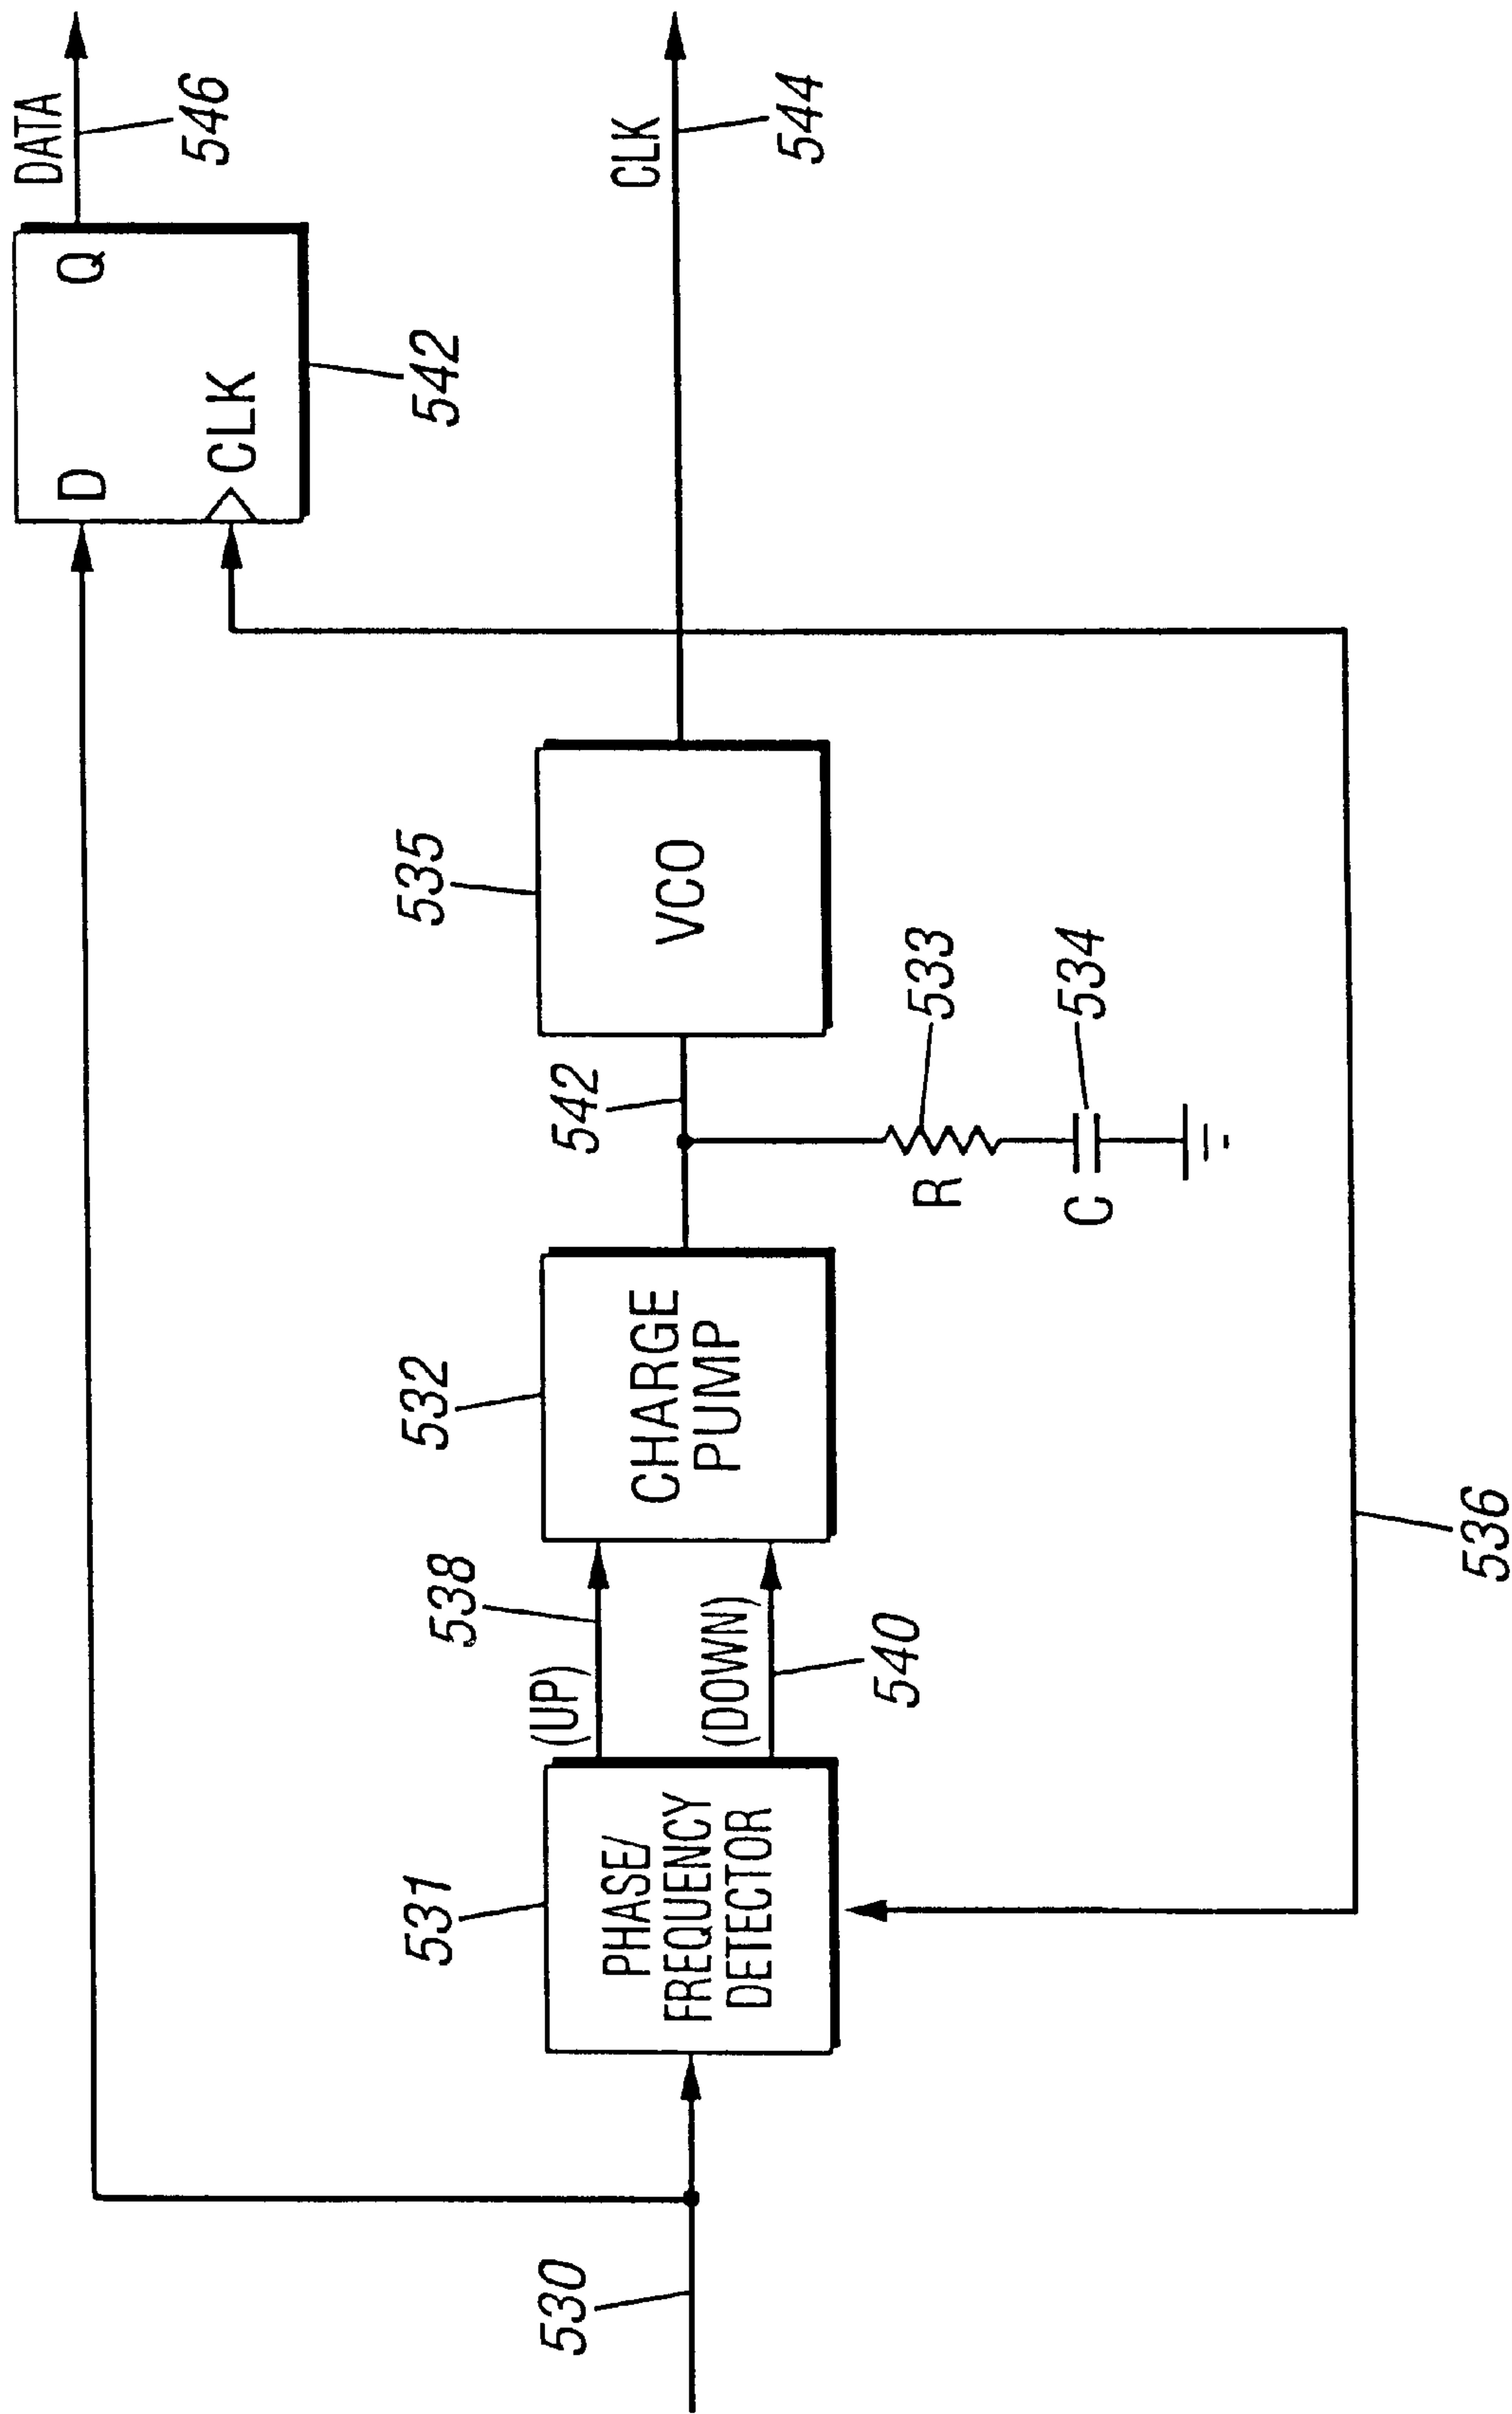 DATA
546
D
Q
CLK
542
CLK
544
535
VCO
542
533
R
534
C
532
CHARGE
PUMP
538
(UP)
(DOWN)
540
531
PHASE/
FREQUENCY
DETECTOR
530
536